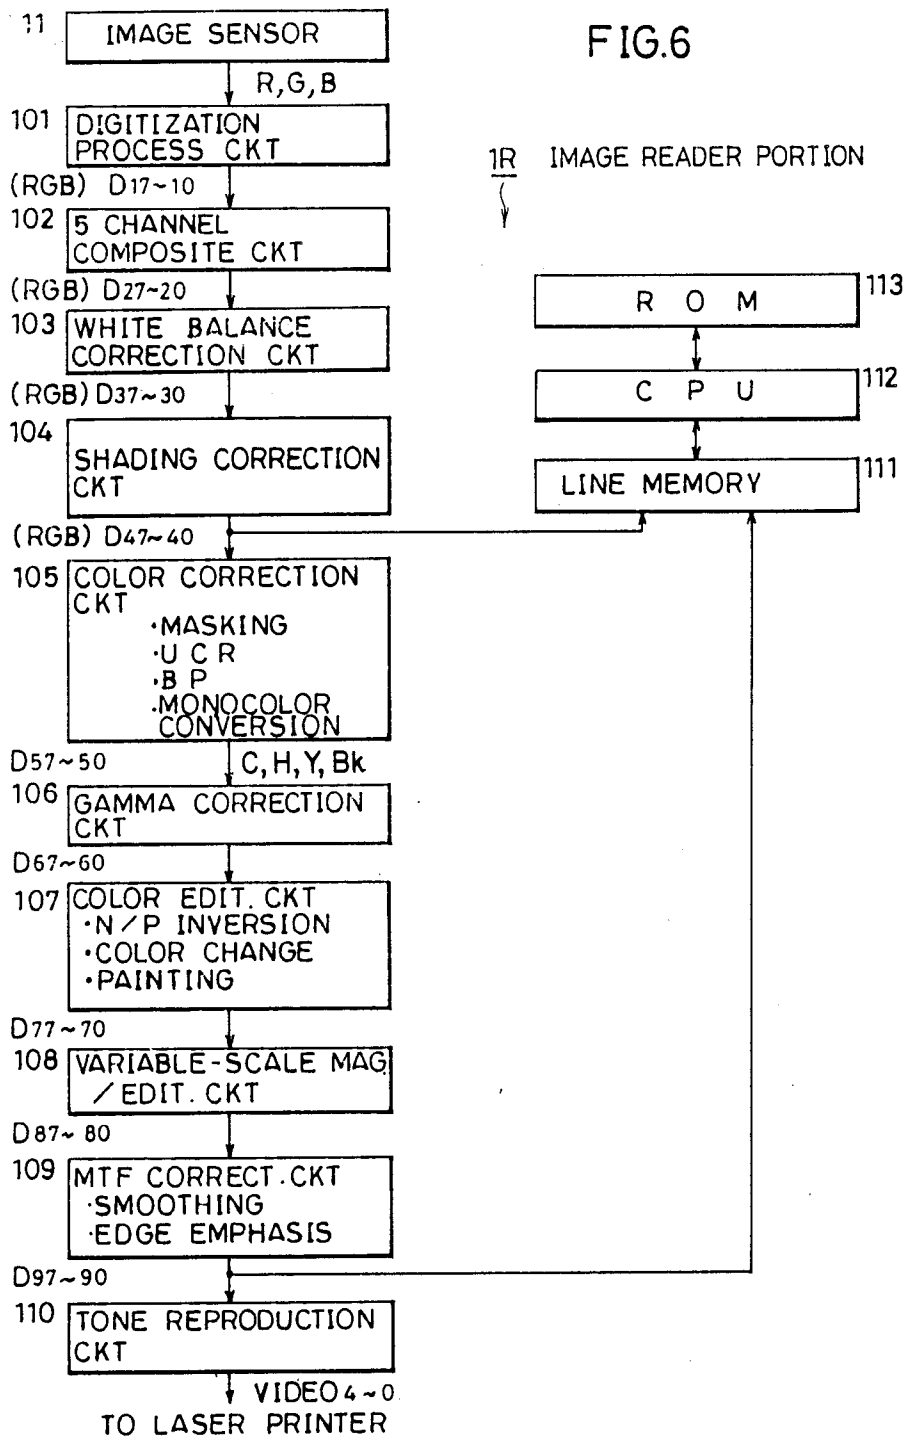 FIG.6
11
IMAGE SENSOR
R,G,B
101
DIGITIZATION
PROCESS CKT
(RGB) D17~10
102
5 CHANNEL
COMPOSITE CKT
(RGB) D27~20
103
WHITE BALANCE
CORRECTION CKT
(RGB) D37~30
104
SHADING CORRECTION
CKT
(RGB) D47~40
105
COLOR CORRECTION
CKT
·MASKING
·U C R
·B P
·MONOCOLOR
CONVERSION
D57~50
C, H, Y, Bk
106
GAMMA CORRECTION
CKT
D67~60
107
COLOR EDIT. CKT
·N/P INVERSION
·COLOR CHANGE
·PAINTING
D77~70
108
VARIABLE-SCALE MAG
/EDIT. CKT
D87~80
109
MTF CORRECT. CKT
·SMOOTHING
·EDGE EMPHASIS
D97~90
110
TONE REPRODUCTION
CKT
VIDEO 4~0
TO LASER PRINTER
1R IMAGE READER PORTION
113
R O M
112
C P U
111
LINE MEMORY